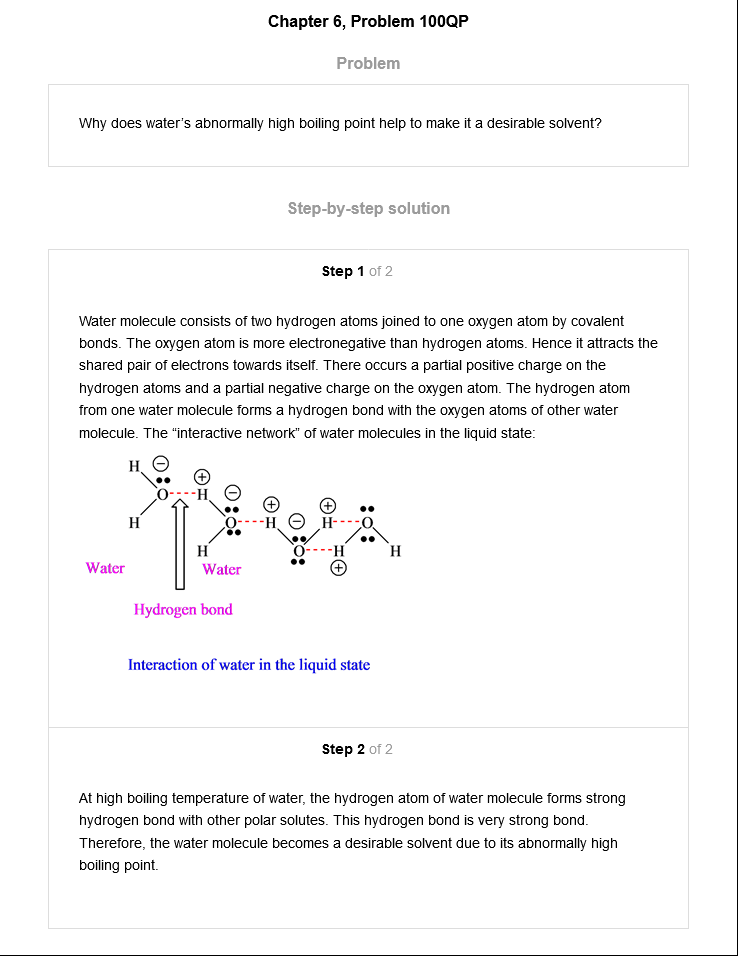 Chapter 6, Problem 100QP
Problem
Why does water’s abnormally high boiling point help to make it a desirable solvent?
Step-by-step solution
Step 1 of 2
Water molecule consists of two hydrogen atoms joined to one oxygen atom by covalent
bonds. The oxygen atom is more electronegative than hydrogen atoms. Hence it attracts the
shared pair of electrons towards itself. There occurs a partial positive charge on the
hydrogen atoms and a partial negative charge on the oxygen atom. The hydrogen atom
from one water molecule forms a hydrogen bond with the oxygen atoms of other water
molecule. The “interactive network” of water molecules in the liquid state:
H ⊖
⊕
O H ⊖
⊕ ⊕
H O H ⊖ H O
H O H H
⊕
Water Water
Hydrogen bond
Interaction of water in the liquid state
Step 2 of 2
At high boiling temperature of water, the hydrogen atom of water molecule forms strong
hydrogen bond with other polar solutes. This hydrogen bond is very strong bond.
Therefore, the water molecule becomes a desirable solvent due to its abnormally high
boiling point.